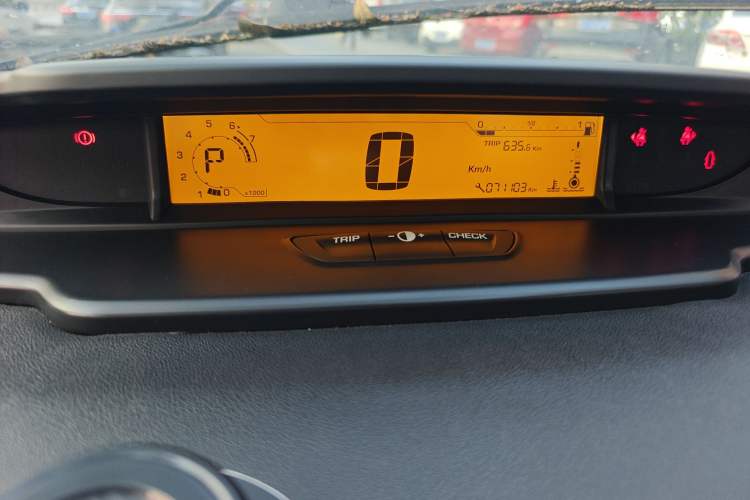 5 6 7
4
3
2
1 0 x1000
P
0
Km/h
0 1/2 1
TRIP 635.6 Km
071103 Km
TRIP - + CHECK